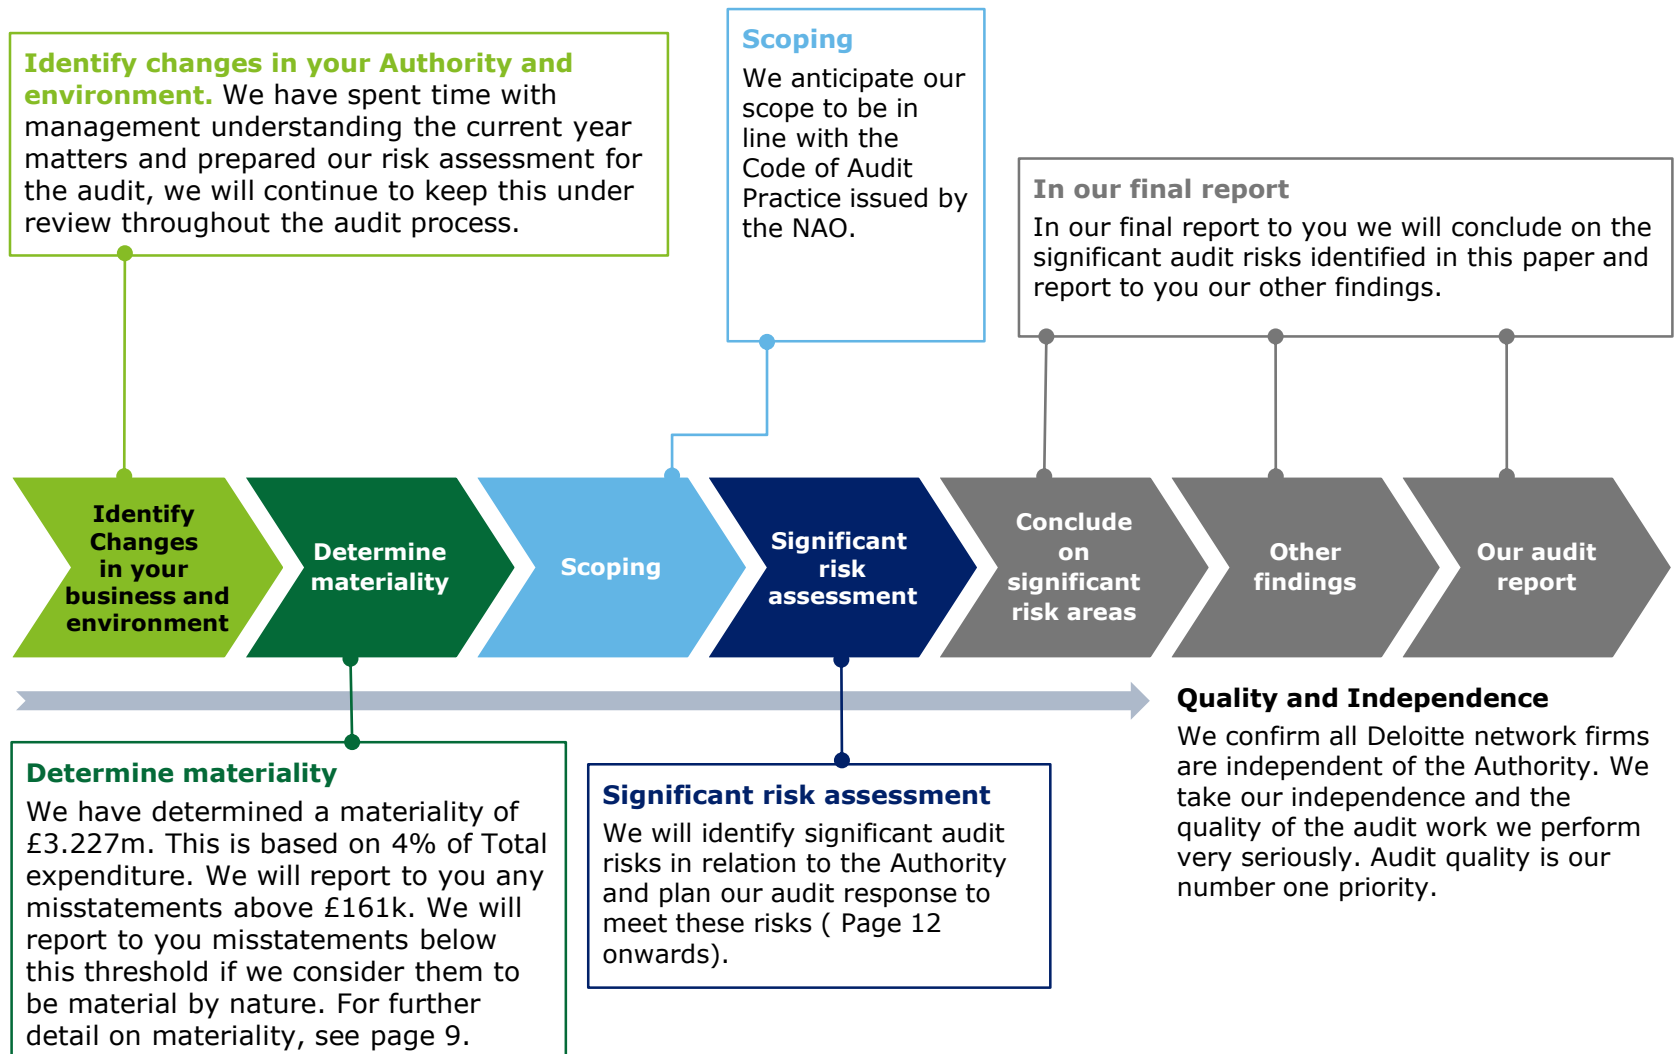 Identify changes in your Authority and
environment. We have spent time with
management understanding the current year
matters and prepared our risk assessment for
the audit, we will continue to keep this under
review throughout the audit process.
Scoping
We anticipate our
scope to be in
line with the
Code of Audit
Practice issued by
the NAO.
In our final report
In our final report to you we will conclude on the
significant audit risks identified in this paper and
report to you our other findings.
Identify
Changes
in your
business and
environment
Determine
materiality
Scoping
Significant
risk
assessment
Conclude
on
significant
risk areas
Other
findings
Our audit
report
Determine materiality
We have determined a materiality of
£3.227m. This is based on 4% of Total
expenditure. We will report to you any
misstatements above £161k. We will
report to you misstatements below
this threshold if we consider them to
be material by nature. For further
detail on materiality, see page 9.
Significant risk assessment
We will identify significant audit
risks in relation to the Authority
and plan our audit response to
meet these risks ( Page 12
onwards).
Quality and Independence
We confirm all Deloitte network firms
are independent of the Authority. We
take our independence and the
quality of the audit work we perform
very seriously. Audit quality is our
number one priority.